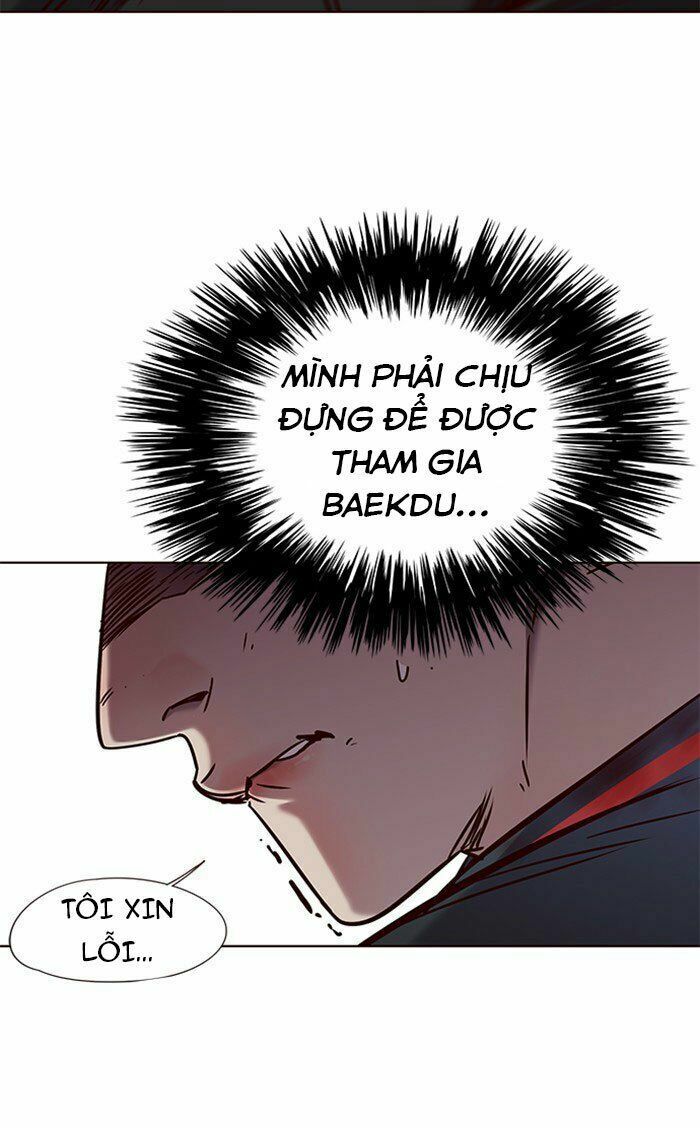 MÌNH PHẢI CHỊU
ĐỰNG ĐỂ ĐƯỢC
THAM GIA
BAEKDU...
TÔI XIN
LỖI...